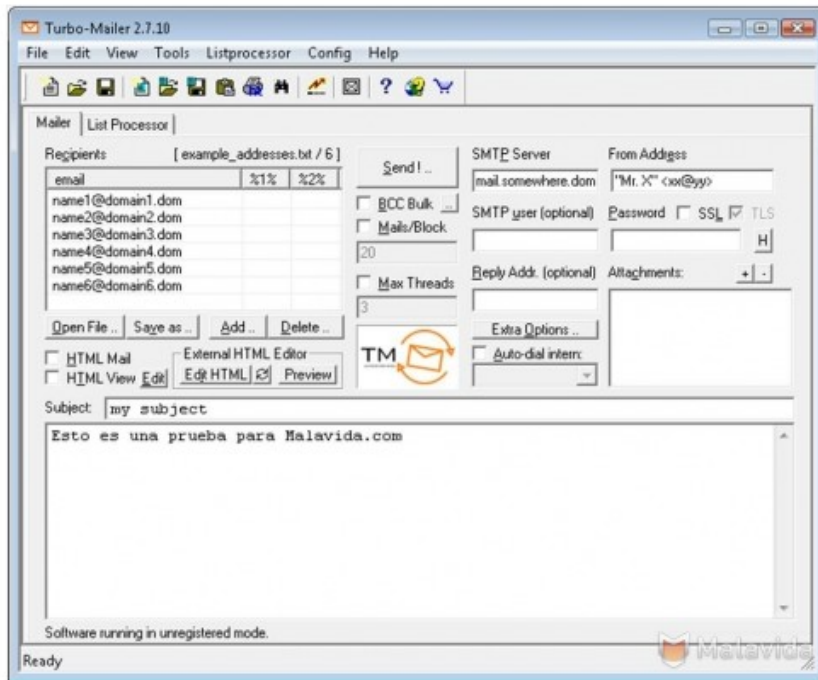 Turbo-Mailer 2.7.10
File Edit View Tools Listprocessor Config Help
Mailer List Processor
Recipients [ example_addresses.txt / 6 ]
email %1% %2%
name1@domain1.dom
name2@domain2.dom
name3@domain3.dom
name4@domain4.dom
name5@domain5.dom
name6@domain6.dom
Open File .. Save as .. Add .. Delete ..
HTML Mail
HTML View Edit
External HTML Editor
Edit HTML Preview
Send! ..
BCC Bulk ...
Mails/Block
20
Max Threads
3
TM
SMTP Server
mail.somewhere.dom
From Address
"Mr. X" <xx@yy>
SMTP user (optional)
Password SSL TLS
H
Reply Addr. (optional)
Attachments: + -
Extra Options ..
Auto-dial intern:
Subject: my subject
Esto es una prueba para Malavida.com
Software running in unregistered mode.
Ready
Malavida